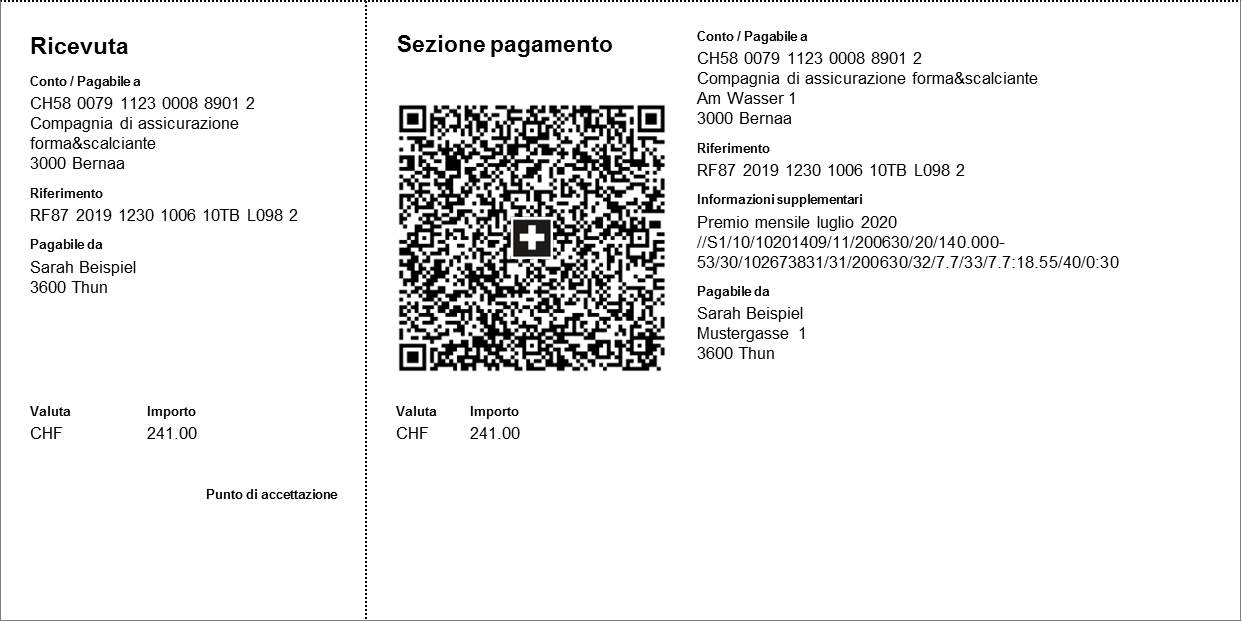 Ricevuta
Conto / Pagabile a
CH58 0079 1123 0008 8901 2
Compagnia di assicurazione
forma&scalciante
3000 Bernaa
Riferimento
RF87 2019 1230 1006 10TB L098 2
Pagabile da
Sarah Beispiel
3600 Thun
Valuta Importo
CHF 241.00
Punto di accettazione
Sezione pagamento
Valuta Importo
CHF 241.00
Conto / Pagabile a
CH58 0079 1123 0008 8901 2
Compagnia di assicurazione forma&scalciante
Am Wasser 1
3000 Bernaa
Riferimento
RF87 2019 1230 1006 10TB L098 2
Informazioni supplementari
Premio mensile luglio 2020
//S1/10/10201409/11/200630/20/140.000-
53/30/102673831/31/200630/32/7.7/33/7.7:18.55/40/0:30
Pagabile da
Sarah Beispiel
Mustergasse 1
3600 Thun